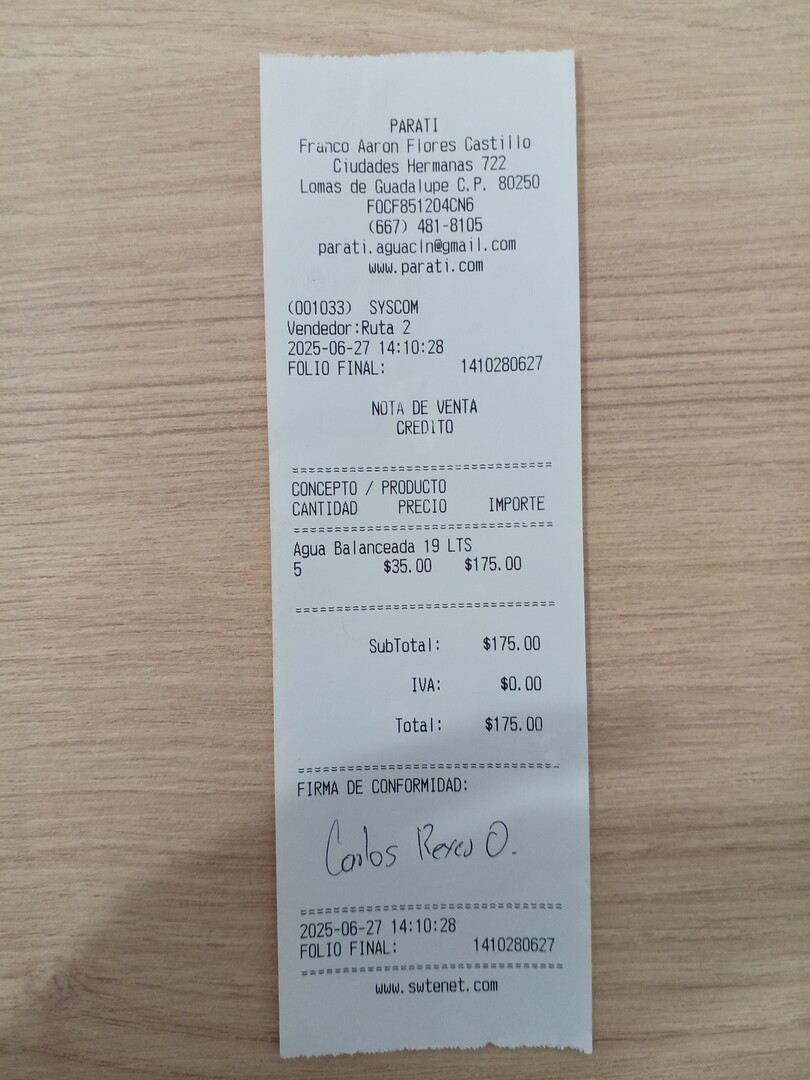 PARATI
Franco Aaron Flores Castillo
Ciudades Hermanas 722
Lomas de Guadalupe C.P. 80250
FOCF851204CN6
(667) 481-8105
parati.aguacln@gmail.com
www.parati.com
(001033) SYSCOM
Vendedor:Ruta 2
2025-06-27 14:10:28
FOLIO FINAL: 1410280627
NOTA DE VENTA
CREDITO
================================
CONCEPTO / PRODUCTO
CANTIDAD PRECIO IMPORTE
================================
Agua Balanceada 19 LTS
5 $35.00 $175.00
================================
SubTotal: $175.00
IVA: $0.00
Total: $175.00
================================
FIRMA DE CONFORMIDAD:
Carlos Reyes O.
================================
2025-06-27 14:10:28
FOLIO FINAL: 1410280627
================================
www.swtenet.com